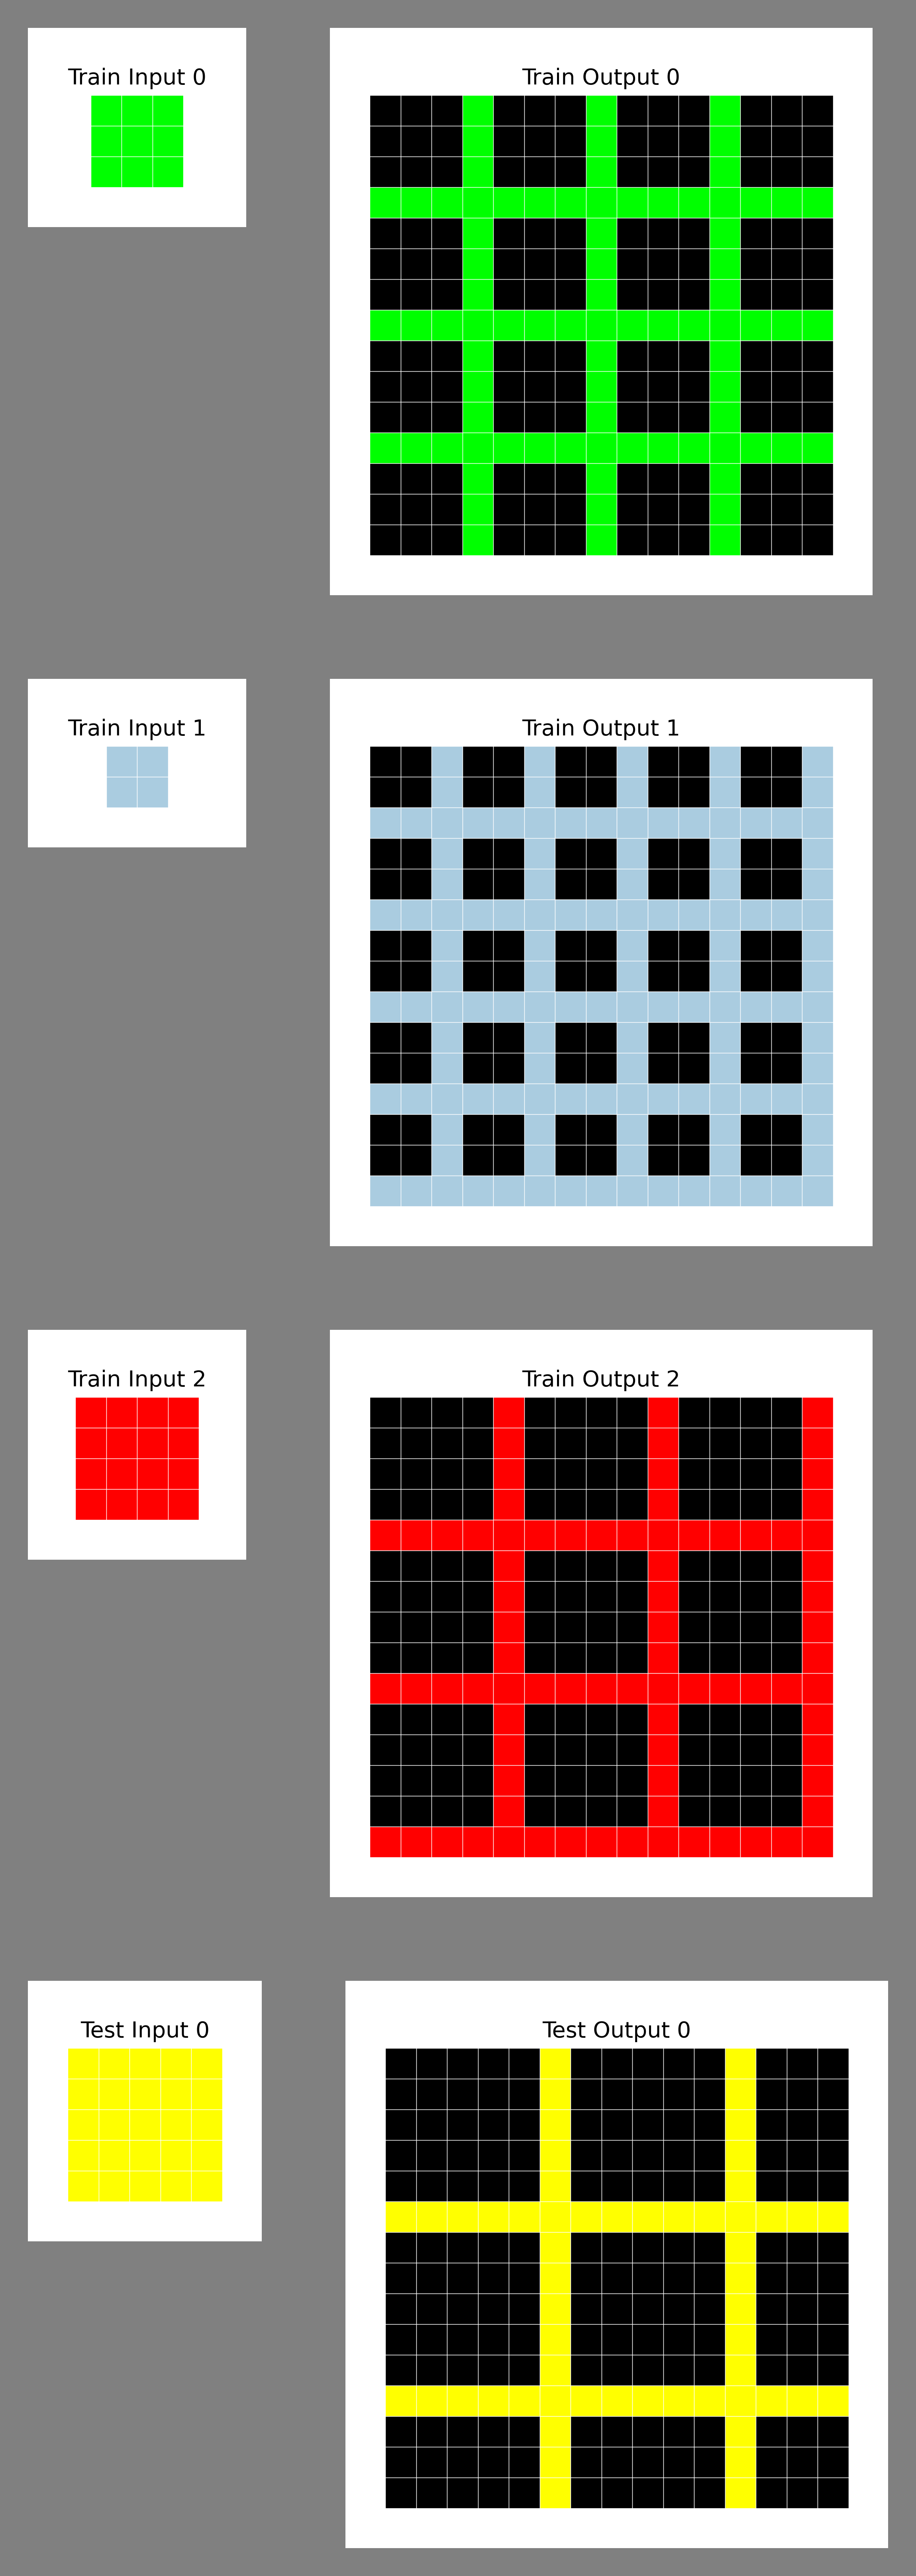 Train Input 0
Train Output 0
Train Input 1
Train Output 1
Train Input 2
Train Output 2
Test Input 0
Test Output 0